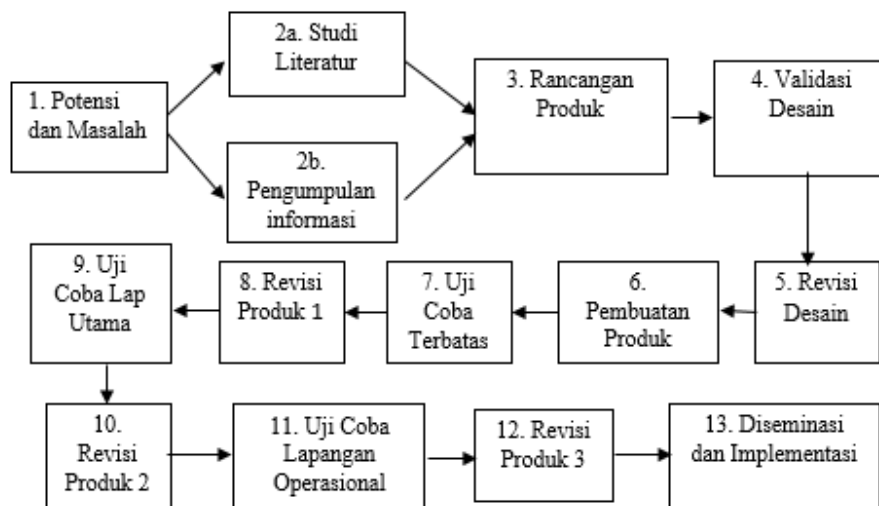 1. Potensi
dan Masalah
2a. Studi
Literatur
2b.
Pengumpulan
informasi
3. Rancangan
Produk
4. Validasi
Desain
5. Revisi
Desain
6.
Pembuatan
Produk
7. Uji
Coba
Terbatas
8. Revisi
Produk 1
9. Uji
Coba Lap
Utama
10.
Revisi
Produk 2
11. Uji Coba
Lapangan
Operasional
12. Revisi
Produk 3
13. Diseminasi
dan Implementasi